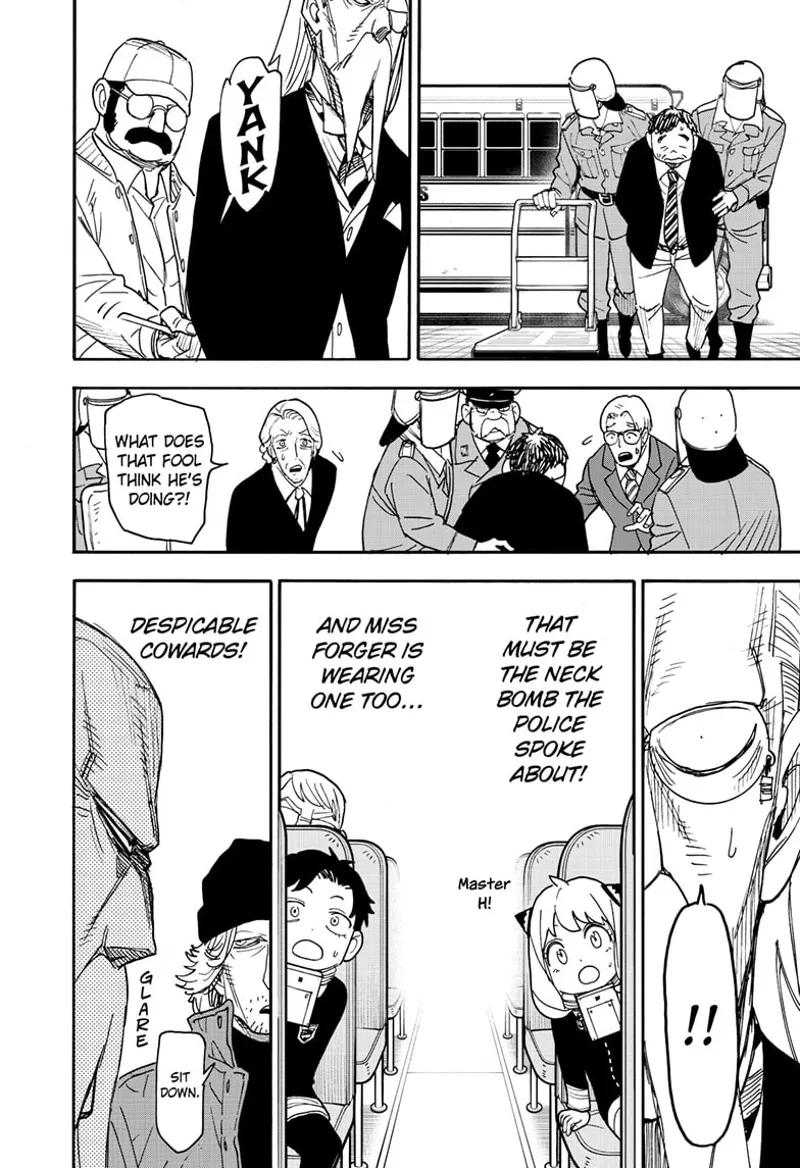 S
YANK
WHAT DOES
THAT FOOL
THINK HE'S
DOING?!
!!
THAT
MUST BE
THE NECK
BOMB THE
POLICE
SPOKE
ABOUT!
Master
H!
AND MISS
FORGER IS
WEARING
ONE TOO...
DESPICABLE
COWARDS!
GLARE
SIT
DOWN.